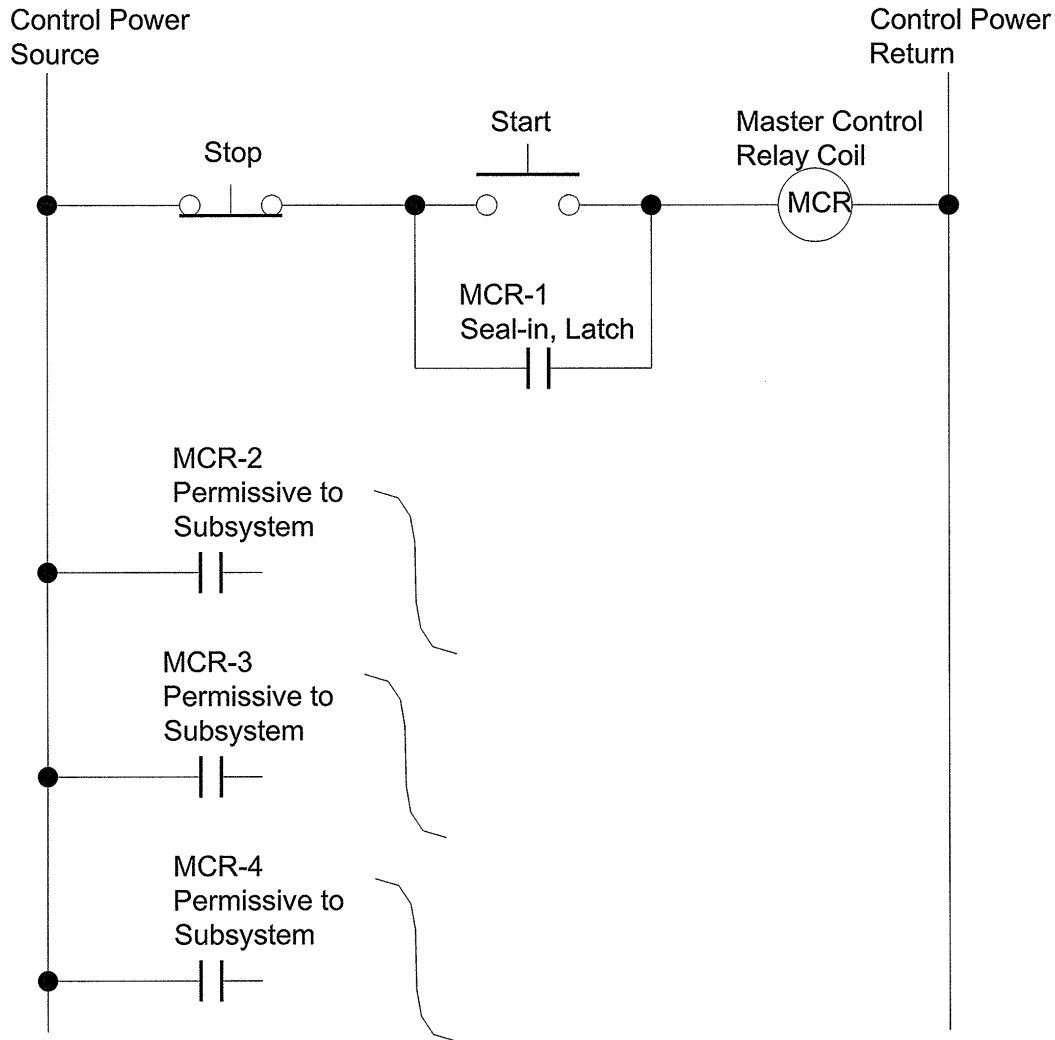 Control Power
Source
Control Power
Return
Stop
Start
Master Control
Relay Coil
MCR
MCR-1
Seal-in, Latch
MCR-2
Permissive to
Subsystem
MCR-3
Permissive to
Subsystem
MCR-4
Permissive to
Subsystem